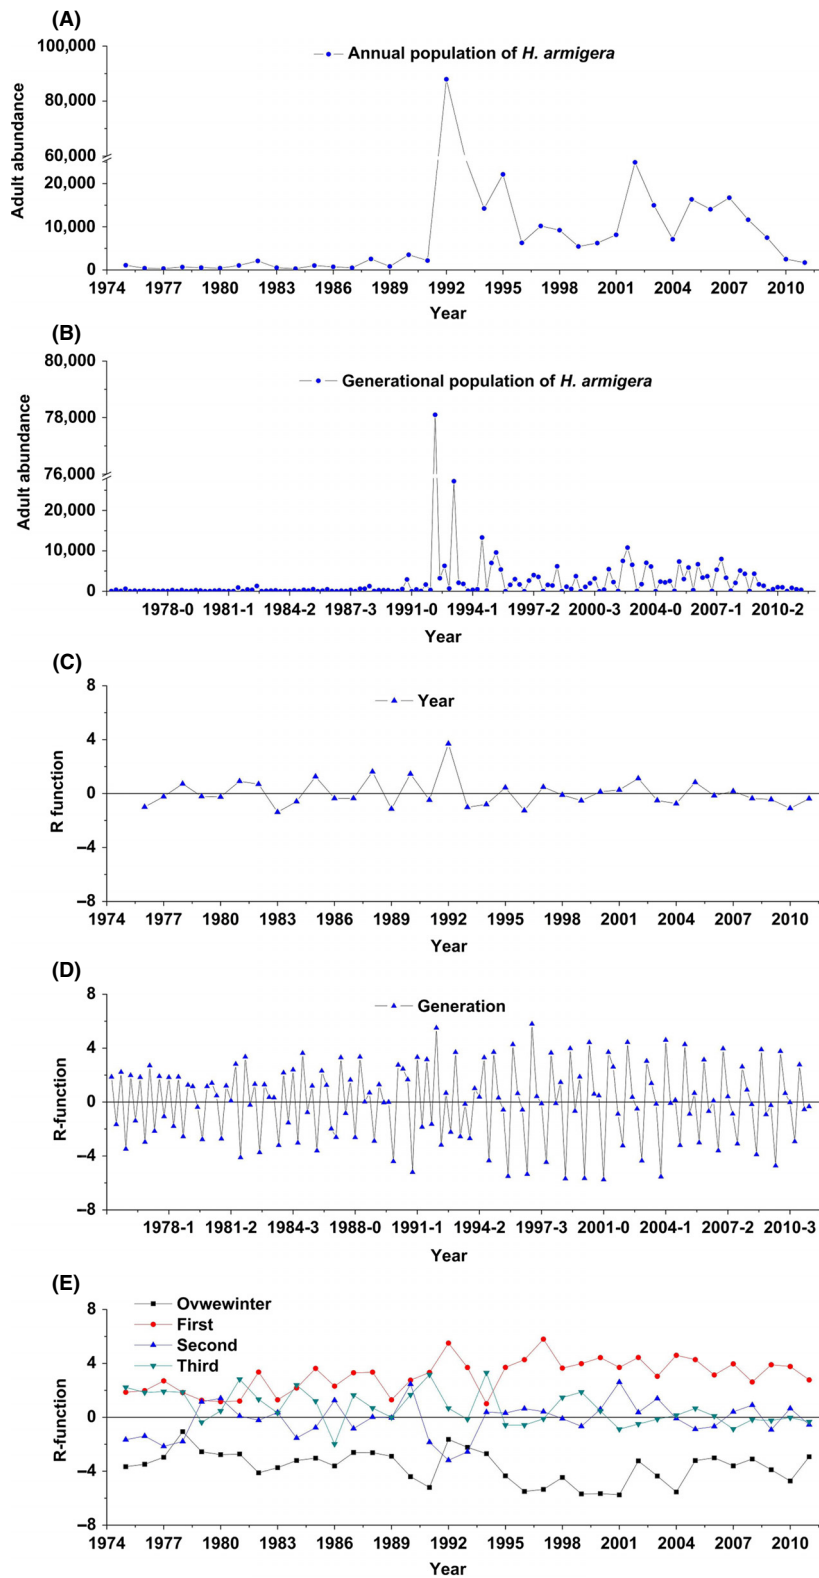 (A)
Annual population of H. armigera
100,000
80,000
60,000
20,000
10,000
0
Adult abundance
1974 1977 1980 1983 1986 1989 1992 1995 1998 2001 2004 2007 2010
Year
(B)
Generational population of H. armigera
80,000
78,000
76,000
20,000
10,000
0
Adult abundance
1978-0 1981-1 1984-2 1987-3 1991-0 1994-1 1997-2 2000-3 2004-0 2007-1 2010-2
Year
(C)
Year
8
4
0
–4
–8
R function
1974 1977 1980 1983 1986 1989 1992 1995 1998 2001 2004 2007 2010
Year
(D)
Generation
8
4
0
–4
–8
R-function
1978-1 1981-2 1984-3 1988-0 1991-1 1994-2 1997-3 2001-0 2004-1 2007-2 2010-3
Year
(E)
Ovwewinter
First
Second
Third
8
4
0
–4
–8
R-function
1974 1977 1980 1983 1986 1989 1992 1995 1998 2001 2004 2007 2010
Year